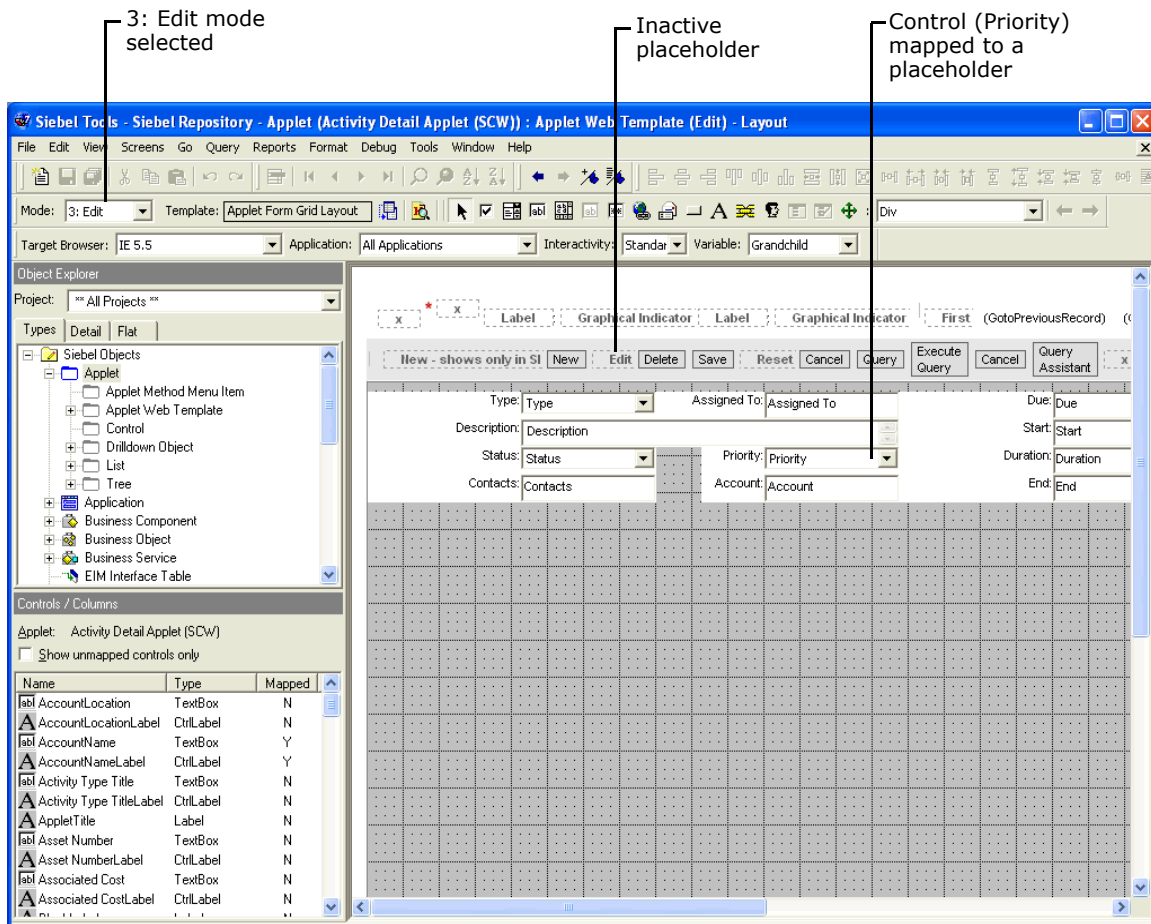 3: Edit mode
selected
Inactive
placeholder
Control (Priority)
mapped to a
placeholder
Siebel Tools - Siebel Repository - Applet (Activity Detail Applet (SCW)) : Applet Web Template (Edit) - Layout
File Edit View Screens Go Query Reports Format Debug Tools Window Help
Mode: 3: Edit Template: Applet Form Grid Layout Div
Target Browser: IE 5.5 Application: All Applications Interactivity: Standar Variable: Grandchild
Object Explorer
Project: ** All Projects **
Types Detail Flat
Siebel Objects
Applet
Applet Method Menu Item
Applet Web Template
Control
Drilldown Object
List
Tree
Application
Business Component
Business Object
Business Service
EIM Interface Table
Controls / Columns
Applet: Activity Detail Applet (SCW)
Show unmapped controls only
Name Type Mapped
AccountLocation TextBox N
AccountLocationLabel CtrlLabel N
AccountName TextBox Y
AccountNameLabel CtrlLabel Y
Activity Type Title TextBox N
Activity Type TitleLabel CtrlLabel N
AppletTitle Label N
Asset Number TextBox N
Asset NumberLabel CtrlLabel N
Associated Cost TextBox N
Associated CostLabel CtrlLabel N
x * x Label Graphical Indicator Label Graphical Indicator First (GotoPreviousRecord)
New - shows only in SI New Edit Delete Save Reset Cancel Query Execute Query Cancel Query Assistant x
Type: Type Assigned To: Assigned To Due: Due
Description: Description Start: Start
Status: Status Priority: Priority Duration: Duration
Contacts: Contacts Account: Account End: End